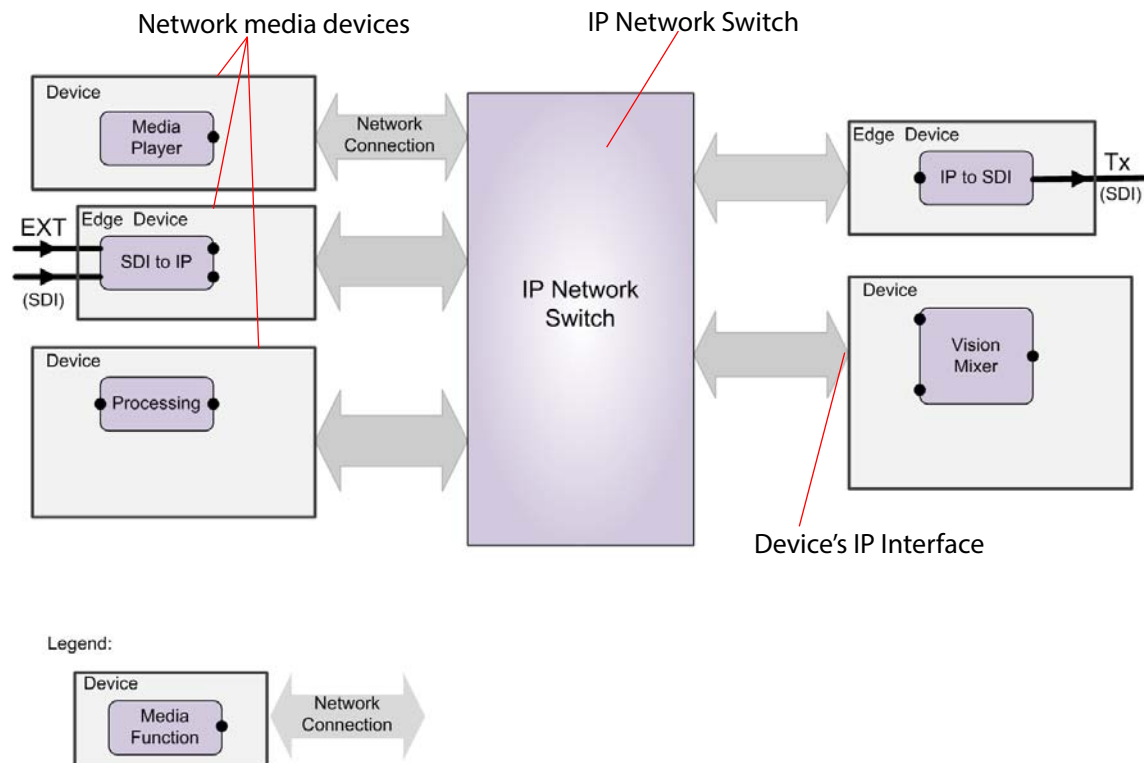 Network media devices
IP Network Switch
Device
Media
Player
Network
Connection
Edge Device
IP to SDI
Tx
(SDI)
EXT
(SDI)
Edge Device
SDI to IP
IP Network
Switch
Device
Vision
Mixer
Device
Processing
Device's IP Interface
Legend:
Device
Media
Function
Network
Connection